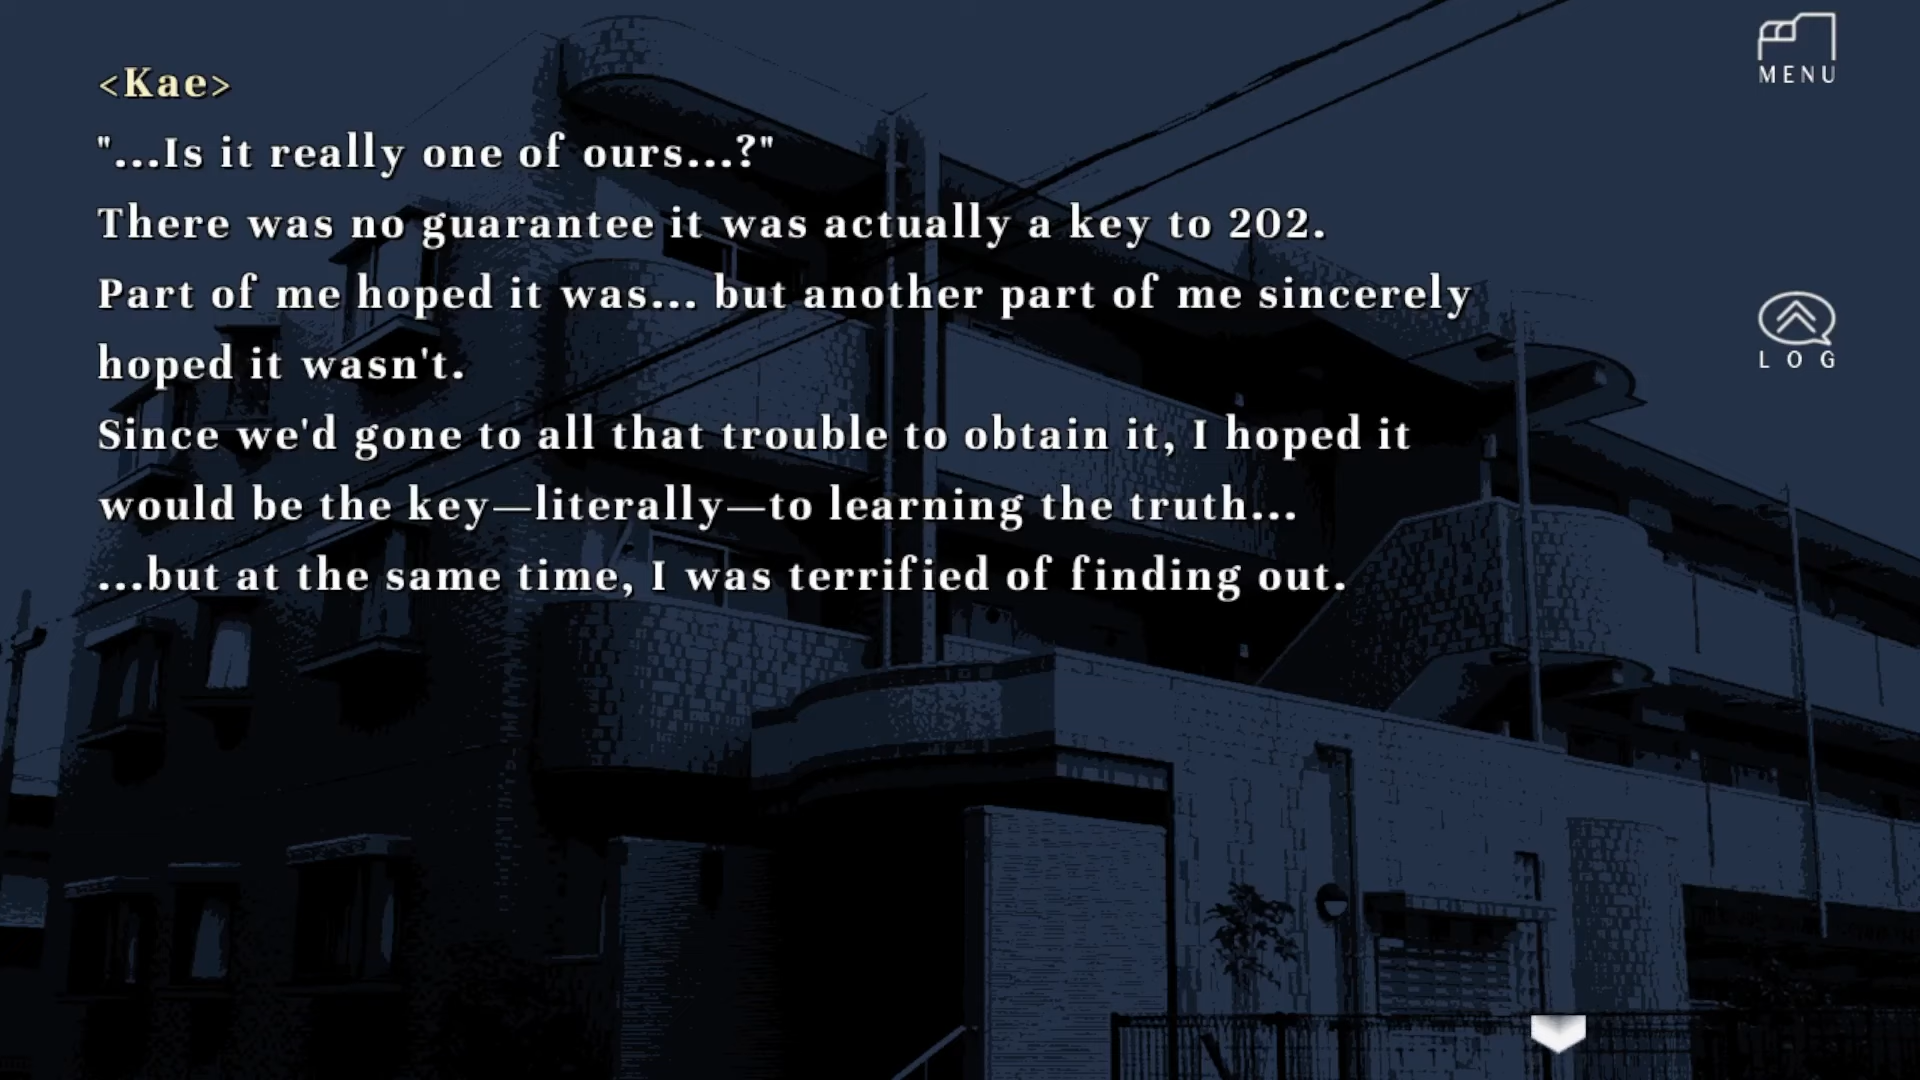 <Kae>
"...Is it really one of ours...?"
There was no guarantee it was actually a key to 202.
Part of me hoped it was... but another part of me sincerely
hoped it wasn't.
Since we'd gone to all that trouble to obtain it, I hoped it
would be the key—literally—to learning the truth...
...but at the same time, I was terrified of finding out.
MENU
LOG